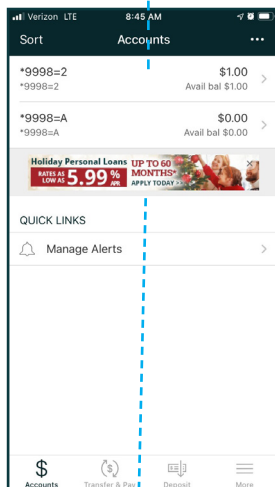 Verizon LTE 8:45 AM
Sort Accounts
*9998=2 $1.00
*9998=2 Avail bal $1.00
*9998=A $0.00
*9998=A Avail bal $0.00
Holiday Personal Loans UP TO 60
RATES AS LOW AS 5.99% APR MONTHS*
APPLY TODAY >>
QUICK LINKS
Manage Alerts
Accounts Transfer & Pay Deposit More